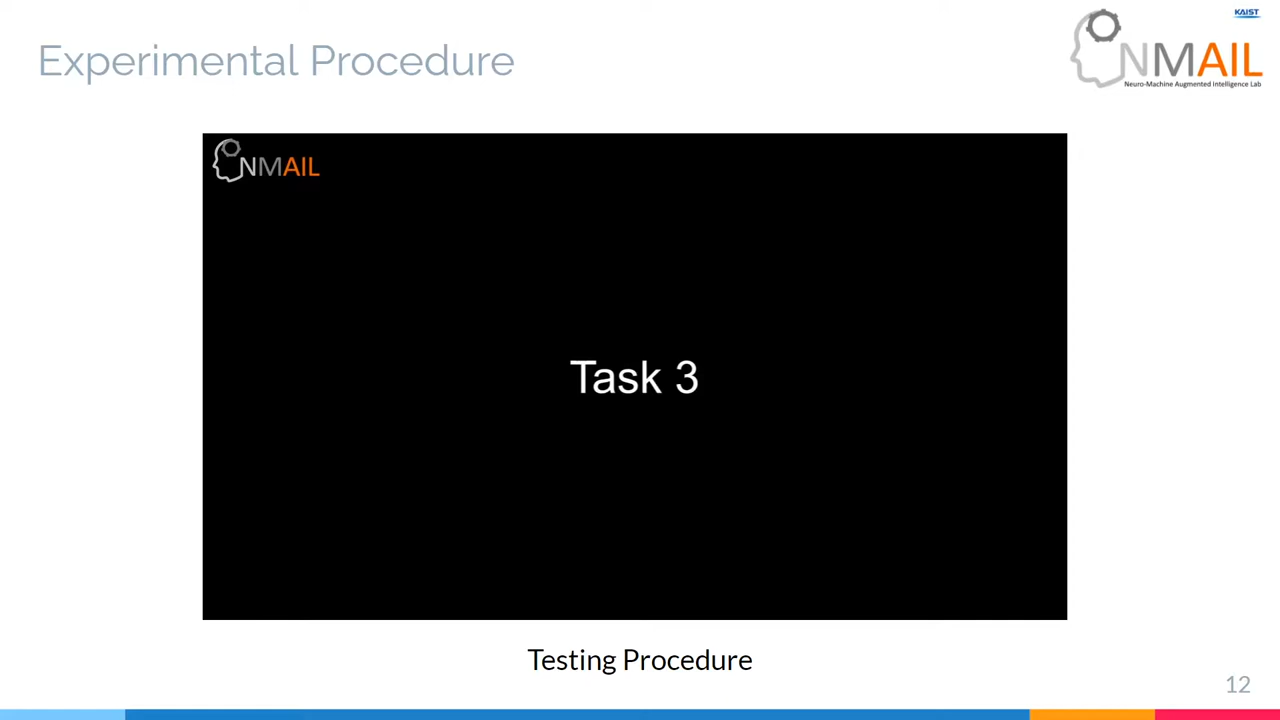 KAIST
Experimental Procedure
NMAIL
Neuro-Machine Augmented Intelligence Lab
NMAIL
Task 3
Testing Procedure
12